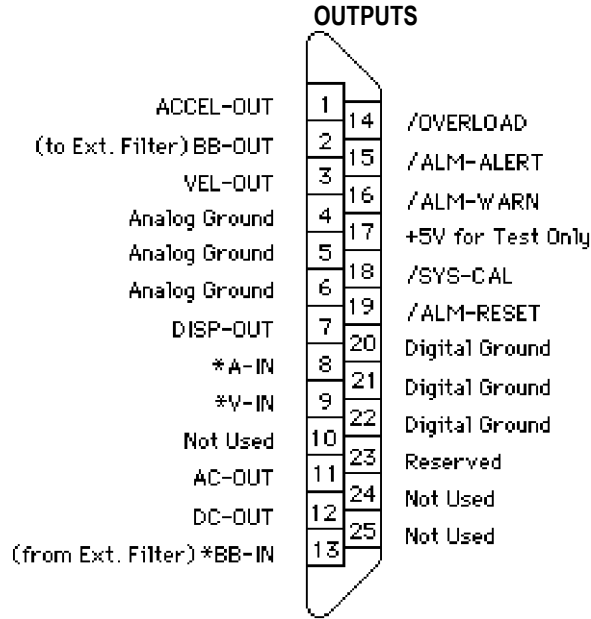 OUTPUTS
ACCEL-OUT 1
14 /OVERLOAD
(to Ext. Filter) BB-OUT 2
15 /ALM-ALERT
VEL-OUT 3
16 /ALM-WARN
Analog Ground 4
17 +5V for Test Only
Analog Ground 5
18 /SYS-CAL
Analog Ground 6
19 /ALM-RESET
DISP-OUT 7
20 Digital Ground
*A-IN 8
21 Digital Ground
*V-IN 9
22 Digital Ground
Not Used 10
23 Reserved
AC-OUT 11
24 Not Used
DC-OUT 12
25 Not Used
(from Ext. Filter) *BB-IN 13